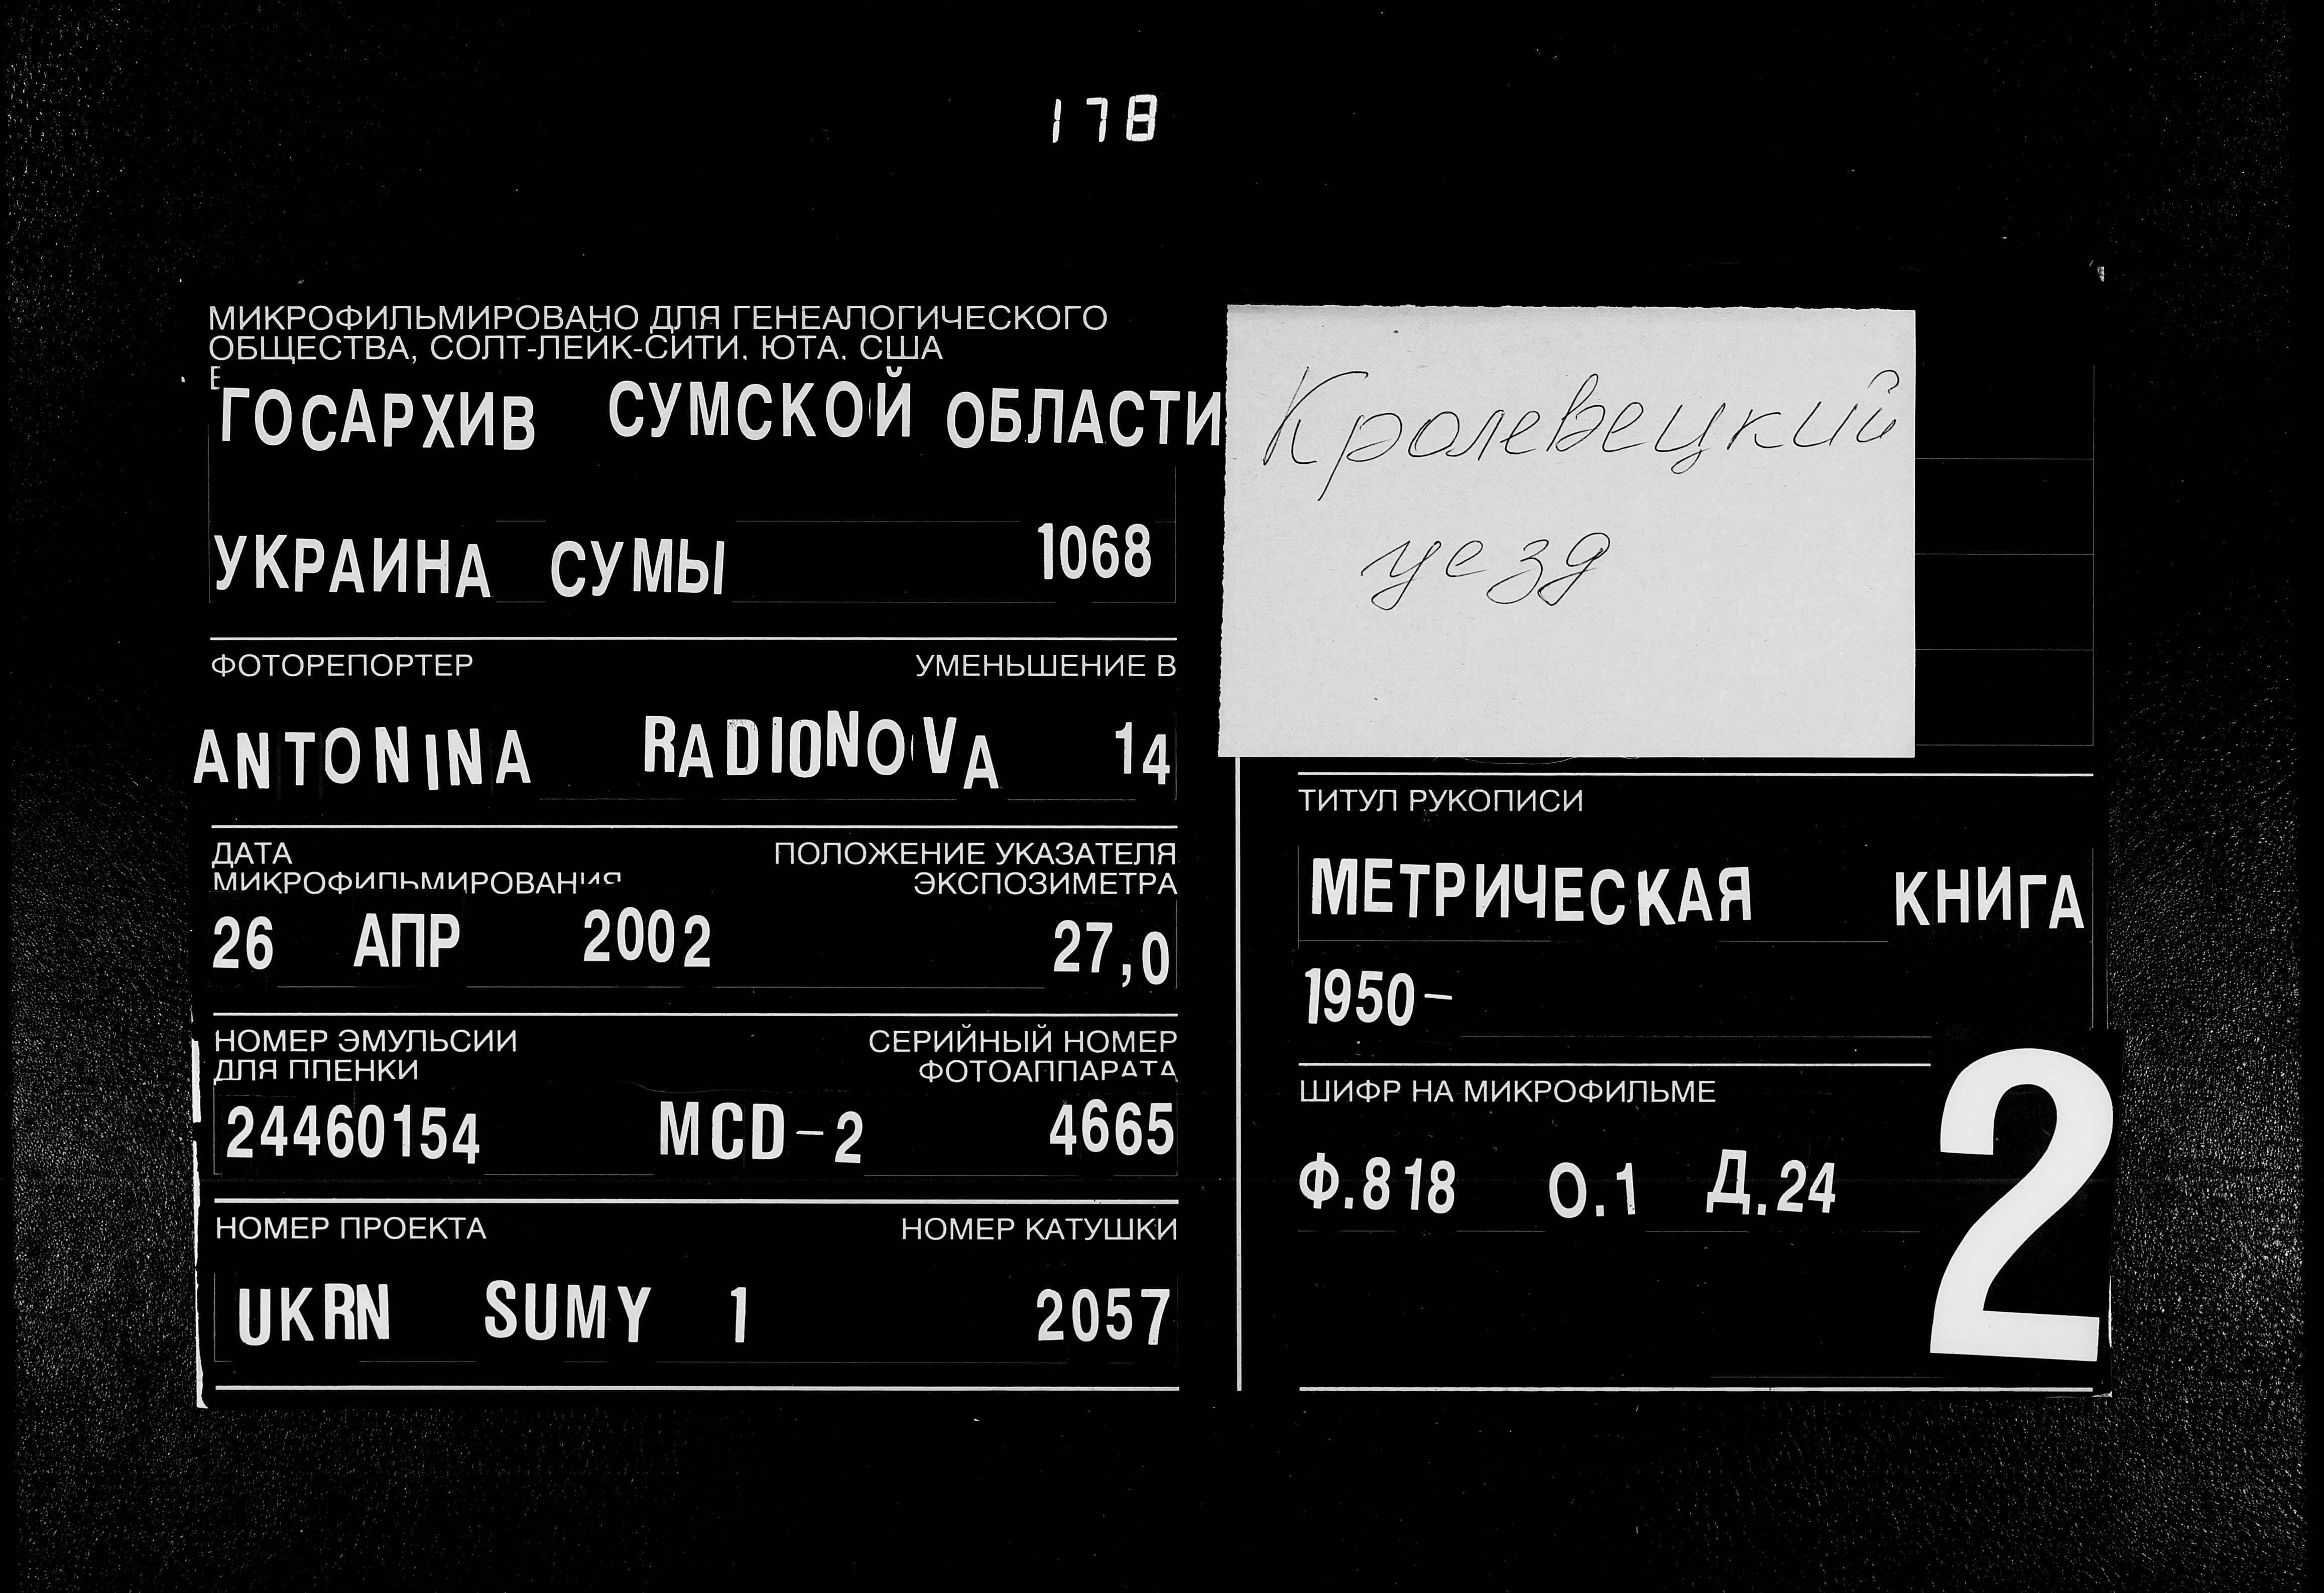 178
МИКРОФИЛЬМИРОВАНО ДЛЯ ГЕНЕАЛОГИЧЕСКОГО
ОБЩЕСТВА, СОЛТ-ЛЕЙК-СИТИ, ЮТА, США
В
ГОСАРХИВ СУМСКОЙ ОБЛАСТИ
УКРАИНА СУМЫ 1068
ФОТОРЕПОРТЕР УМЕНЬШЕНИЕ В
ANTONINA RADIONOVA 14
ДАТА ПОЛОЖЕНИЕ УКАЗАТЕЛЯ
МИКРОФИЛЬМИРОВАНИЯ ЭКСПОЗИМЕТРА
26 АПР 2002 27,0
НОМЕР ЭМУЛЬСИИ СЕРИЙНЫЙ НОМЕР
ДЛЯ ПЛЕНКИ ФОТОАППАРАТА
24460154 MCD-2 4665
НОМЕР ПРОЕКТА НОМЕР КАТУШКИ
UKRN SUMY 1 2057
Кролевецкий
уезд
ТИТУЛ РУКОПИСИ
МЕТРИЧЕСКАЯ КНИГА
1950-
ШИФР НА МИКРОФИЛЬМЕ
Ф.818 О.1 Д.24
2